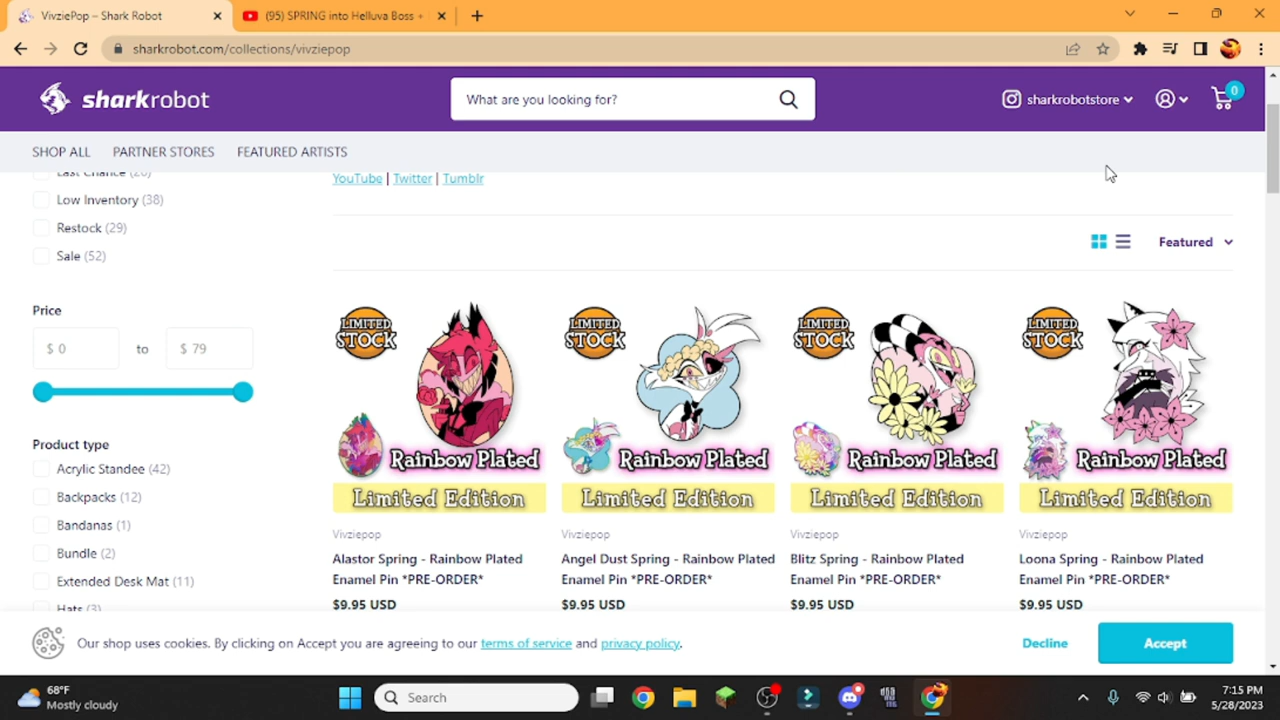 VivziePop – Shark Robot
(95) SPRING into Helluva Boss +
sharkrobot.com/collections/vivziepop
sharkrobot
What are you looking for?
sharkrobotstore
0
SHOP ALL
PARTNER STORES
FEATURED ARTISTS
Last Chance (20)
Low Inventory (38)
Restock (29)
Sale (52)
YouTube | Twitter | Tumblr
Featured
Price
$ 0
to
$ 79
Product type
Acrylic Standee (42)
Backpacks (12)
Bandanas (1)
Bundle (2)
Extended Desk Mat (11)
Hats (3)
LIMITED
STOCK
Rainbow Plated
Limited Edition
Vivziepop
Alastor Spring - Rainbow Plated
Enamel Pin *PRE-ORDER*
$9.95 USD
LIMITED
STOCK
Rainbow Plated
Limited Edition
Vivziepop
Angel Dust Spring - Rainbow Plated
Enamel Pin *PRE-ORDER*
$9.95 USD
LIMITED
STOCK
Rainbow Plated
Limited Edition
Vivziepop
Blitz Spring - Rainbow Plated
Enamel Pin *PRE-ORDER*
$9.95 USD
LIMITED
STOCK
Rainbow Plated
Limited Edition
Vivziepop
Loona Spring - Rainbow Plated
Enamel Pin *PRE-ORDER*
$9.95 USD
Our shop uses cookies. By clicking on Accept you are agreeing to our terms of service and privacy policy.
Decline
Accept
68°F
Mostly cloudy
Search
7:15 PM
5/28/2023